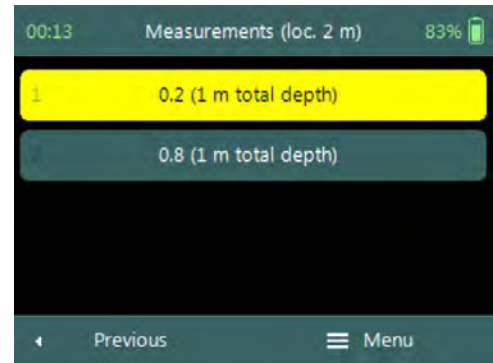 00:13 Measurements (loc. 2 m) 83%
1 0.2 (1 m total depth)
2 0.8 (1 m total depth)
Previous Menu